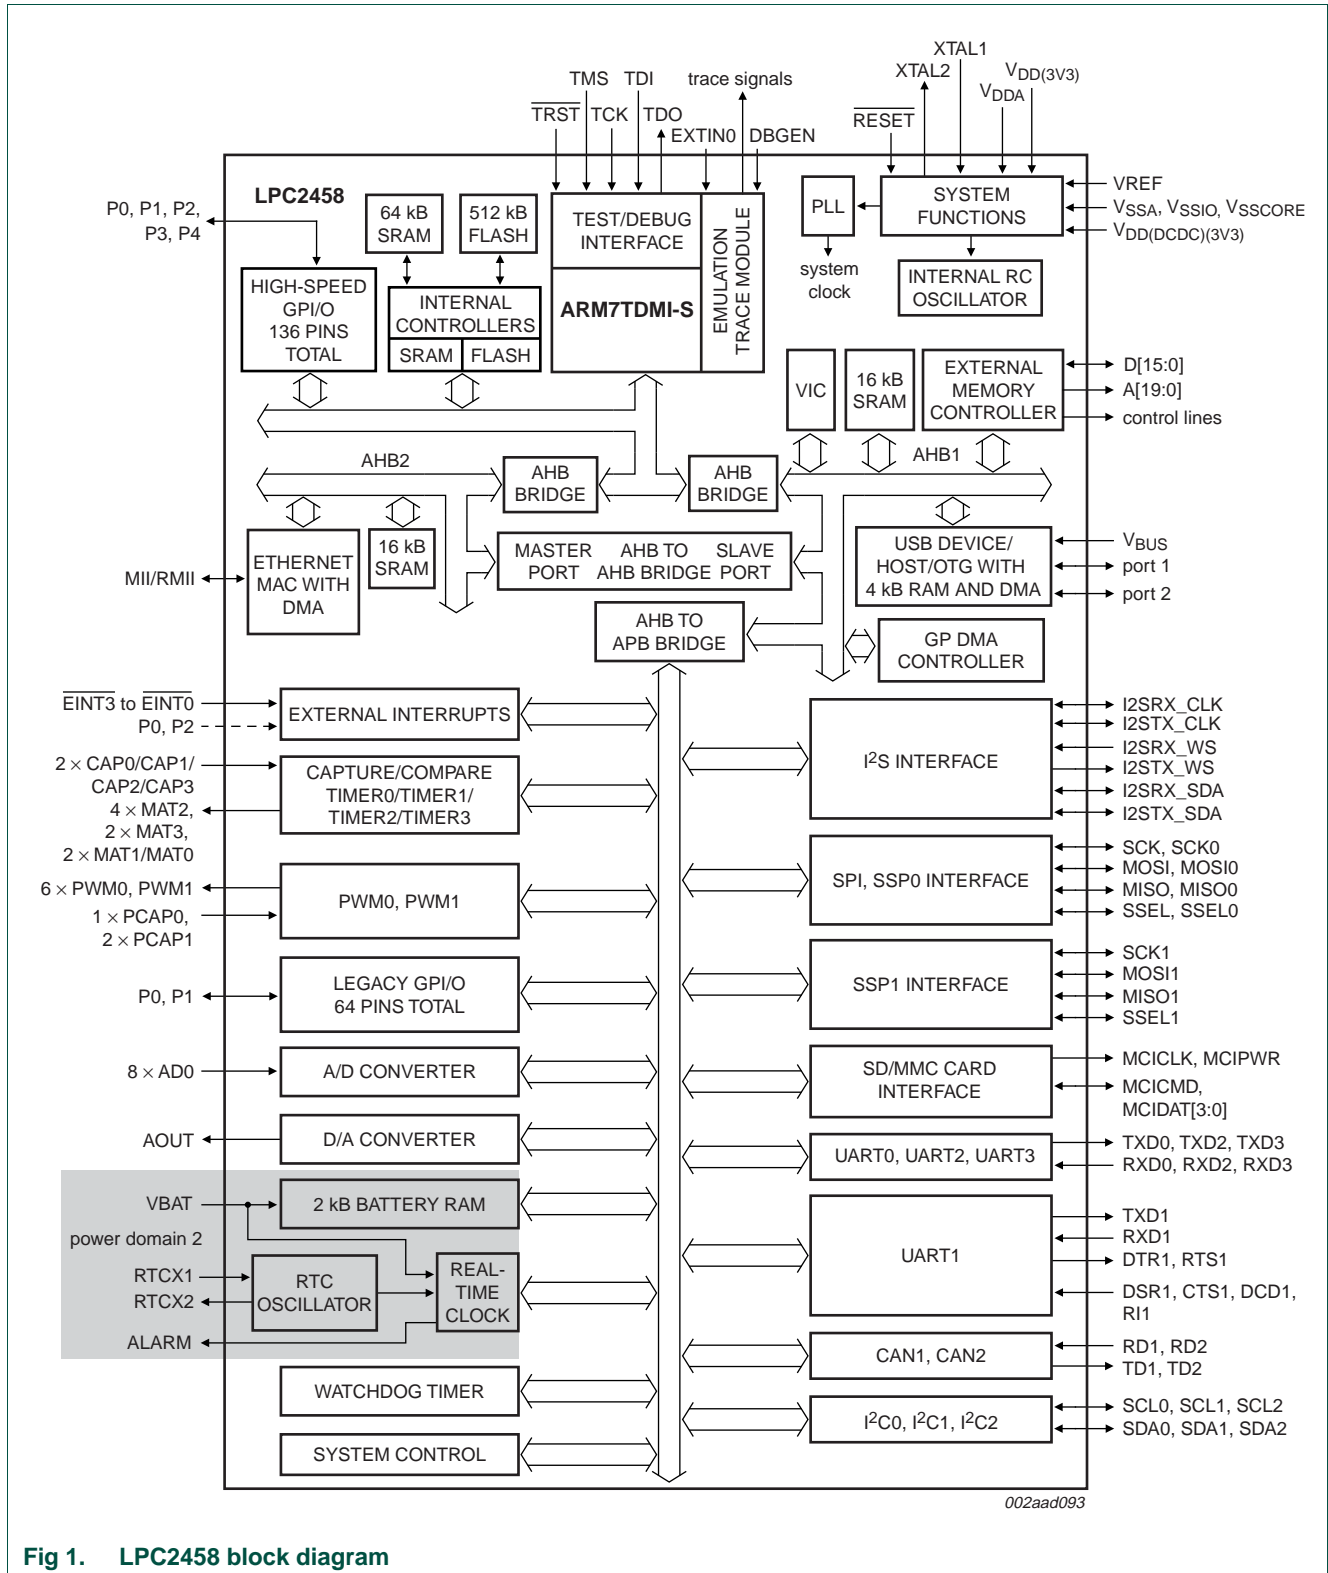 XTAL1
XTAL2
VDD(3V3)
VDDA
TMS TDI trace signals
TRST TCK TDO
EXTIN0 DBGEN
RESET
LPC2458
P0, P1, P2,
P3, P4
64 kB
SRAM
512 kB
FLASH
TEST/DEBUG
INTERFACE
EMULATION
TRACE MODULE
PLL
SYSTEM
FUNCTIONS
VREF
VSSA, VSSIO, VSSCORE
VDD(DCDC)(3V3)
system
clock
INTERNAL RC
OSCILLATOR
HIGH-SPEED
GPI/O
136 PINS
TOTAL
INTERNAL
CONTROLLERS
SRAM FLASH
ARM7TDMI-S
VIC
16 kB
SRAM
EXTERNAL
MEMORY
CONTROLLER
D[15:0]
A[19:0]
control lines
AHB2
AHB
BRIDGE
AHB
BRIDGE
AHB1
MII/RMII
ETHERNET
MAC WITH
DMA
16 kB
SRAM
MASTER
PORT
AHB TO
AHB BRIDGE
SLAVE
PORT
USB DEVICE/
HOST/OTG WITH
4 kB RAM AND DMA
VBUS
port 1
port 2
AHB TO
APB BRIDGE
GP DMA
CONTROLLER
EINT3 to EINT0
P0, P2
EXTERNAL INTERRUPTS
2 × CAP0/CAP1/
CAP2/CAP3
4 × MAT2,
2 × MAT3,
2 × MAT1/MAT0
CAPTURE/COMPARE
TIMER0/TIMER1/
TIMER2/TIMER3
6 × PWM0, PWM1
1 × PCAP0,
2 × PCAP1
PWM0, PWM1
P0, P1
LEGACY GPI/O
64 PINS TOTAL
8 × AD0
A/D CONVERTER
AOUT
D/A CONVERTER
VBAT
2 kB BATTERY RAM
power domain 2
RTCX1
RTCX2
RTC
OSCILLATOR
REAL-
TIME
CLOCK
ALARM
WATCHDOG TIMER
SYSTEM CONTROL
I2S INTERFACE
I2SRX_CLK
I2STX_CLK
I2SRX_WS
I2STX_WS
I2SRX_SDA
I2STX_SDA
SPI, SSP0 INTERFACE
SCK, SCK0
MOSI, MOSI0
MISO, MISO0
SSEL, SSEL0
SSP1 INTERFACE
SCK1
MOSI1
MISO1
SSEL1
SD/MMC CARD
INTERFACE
MCICLK, MCIPWR
MCICMD,
MCIDAT[3:0]
UART0, UART2, UART3
TXD0, TXD2, TXD3
RXD0, RXD2, RXD3
UART1
TXD1
RXD1
DTR1, RTS1
DSR1, CTS1, DCD1,
RI1
CAN1, CAN2
RD1, RD2
TD1, TD2
I2C0, I2C1, I2C2
SCL0, SCL1, SCL2
SDA0, SDA1, SDA2
002aad093
Fig 1. LPC2458 block diagram